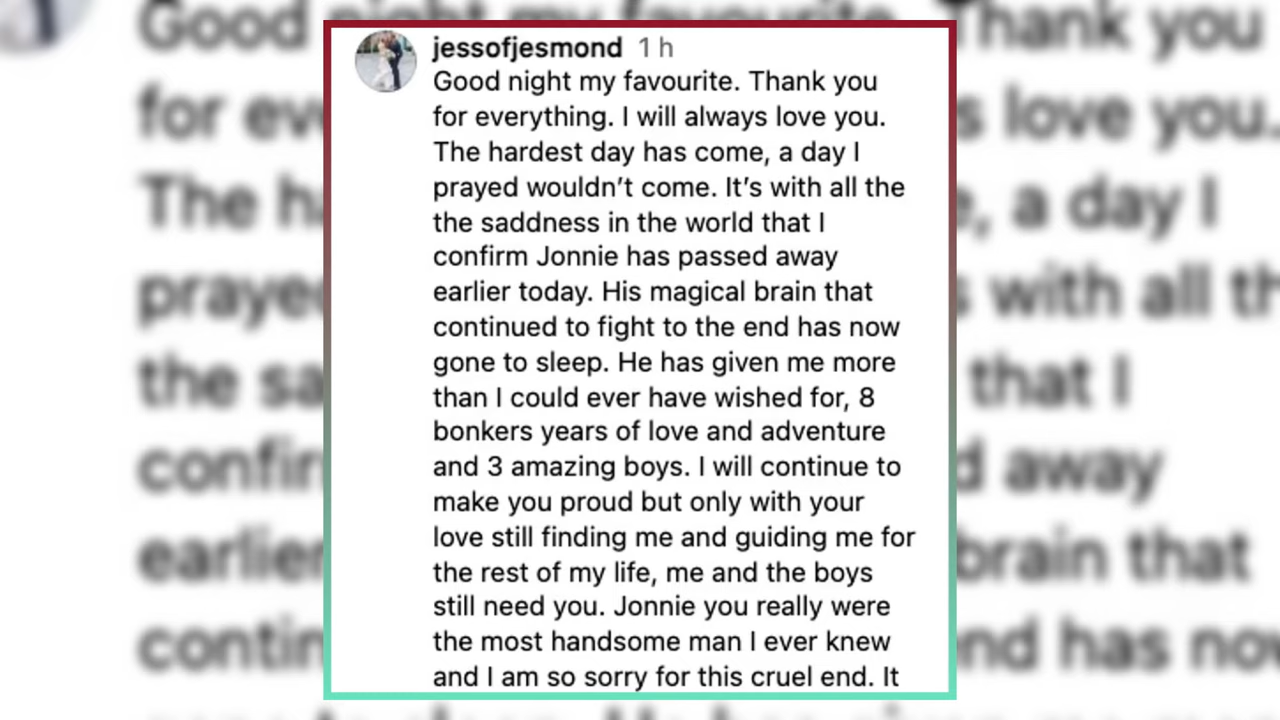 jessofjesmond 1 h
Good night my favourite. Thank you
for everything. I will always love you.
The hardest day has come, a day I
prayed wouldn’t come. It’s with all the
the saddness in the world that I
confirm Jonnie has passed away
earlier today. His magical brain that
continued to fight to the end has now
gone to sleep. He has given me more
than I could ever have wished for, 8
bonkers years of love and adventure
and 3 amazing boys. I will continue to
make you proud but only with your
love still finding me and guiding me for
the rest of my life, me and the boys
still need you. Jonnie you really were
the most handsome man I ever knew
and I am so sorry for this cruel end. It